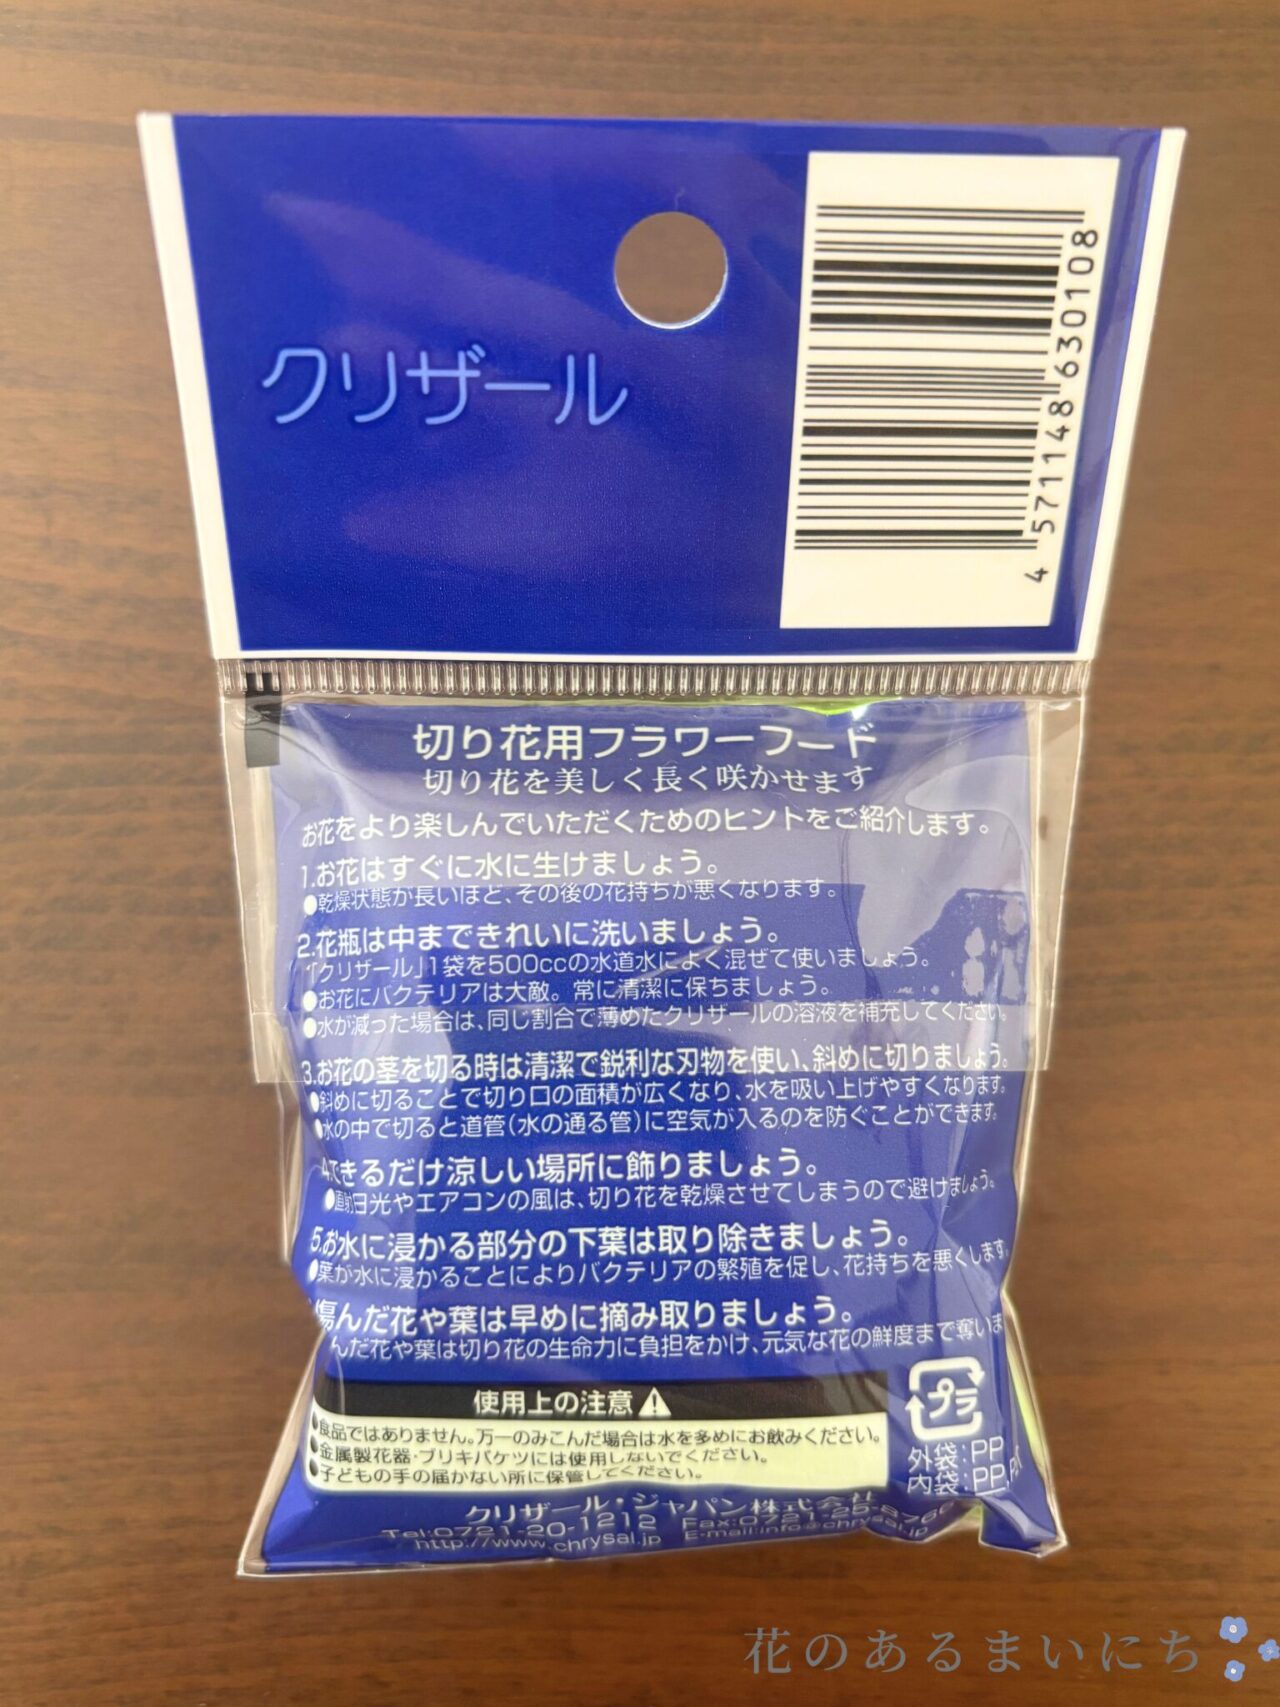 クリザール
4 571148 630108
切り花用フラワーフード
切り花を美しく長く咲かせます
お花をより楽しんでいただくためのヒントをご紹介します。
1.お花はすぐに水に生けましょう。
●乾燥状態が長いほど、その後の花持ちが悪くなります。
2.花瓶は中まできれいに洗いましょう。
「クリザール」1袋を500ccの水道水によく混ぜて使いましょう。
●お花にバクテリアは大敵。常に清潔に保ちましょう。
●水が減った場合は、同じ割合で薄めたクリザールの溶液を補充してください。
3.お花の茎を切る時は清潔で鋭利な刃物を使い、斜めに切りましょう。
●斜めに切ることで切り口の面積が広くなり、水を吸い上げやすくなります。
●水の中で切ると道管(水の通る管)に空気が入るのを防ぐことができます。
4.できるだけ涼しい場所に飾りましょう。
●直射日光やエアコンの風は、切り花を乾燥させてしまうので避けましょう。
5.お水に浸かる部分の下葉は取り除きましょう。
●葉が水に浸かることによりバクテリアの繁殖を促し、花持ちを悪くします。
傷んだ花や葉は早めに摘み取りましょう。
んだ花や葉は切り花の生命力に負担をかけ、元気な花の鮮度まで奪いま
使用上の注意
●食品ではありません。万一のみこんだ場合は水を多めにお飲みください。
●金属製花器・ブリキバケツには使用しないでください。
●子どもの手の届かない所に保管してください。
プラ
外袋:PP
内袋:PP,
クリザール・ジャパン株式会社
Tel:0721-20-1212 Fax:0721-25-876
http://www.chrysal.jp E-mail:info@chrysal.jp
花のあるまいにち